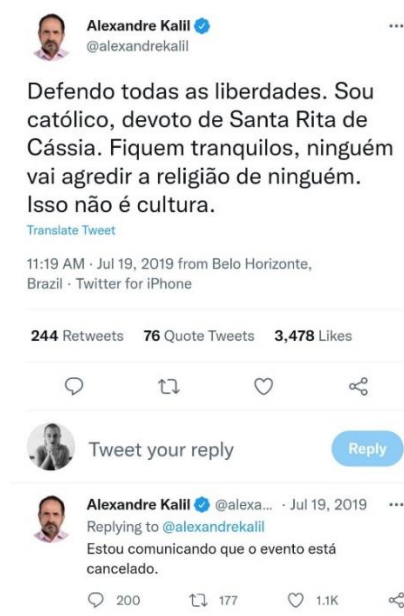 Alexandre Kalil
@alexandrekalil
Defendo todas as liberdades. Sou
católico, devoto de Santa Rita de
Cássia. Fiquem tranquilos, ninguém
vai agredir a religião de ninguém.
Isso não é cultura.
Translate Tweet
11:19 AM · Jul 19, 2019 from Belo Horizonte,
Brazil · Twitter for iPhone
244 Retweets 76 Quote Tweets 3,478 Likes
Tweet your reply Reply
Alexandre Kalil @alexa... · Jul 19, 2019
Replying to @alexandrekalil
Estou comunicando que o evento está
cancelado.
200 177 1.1K